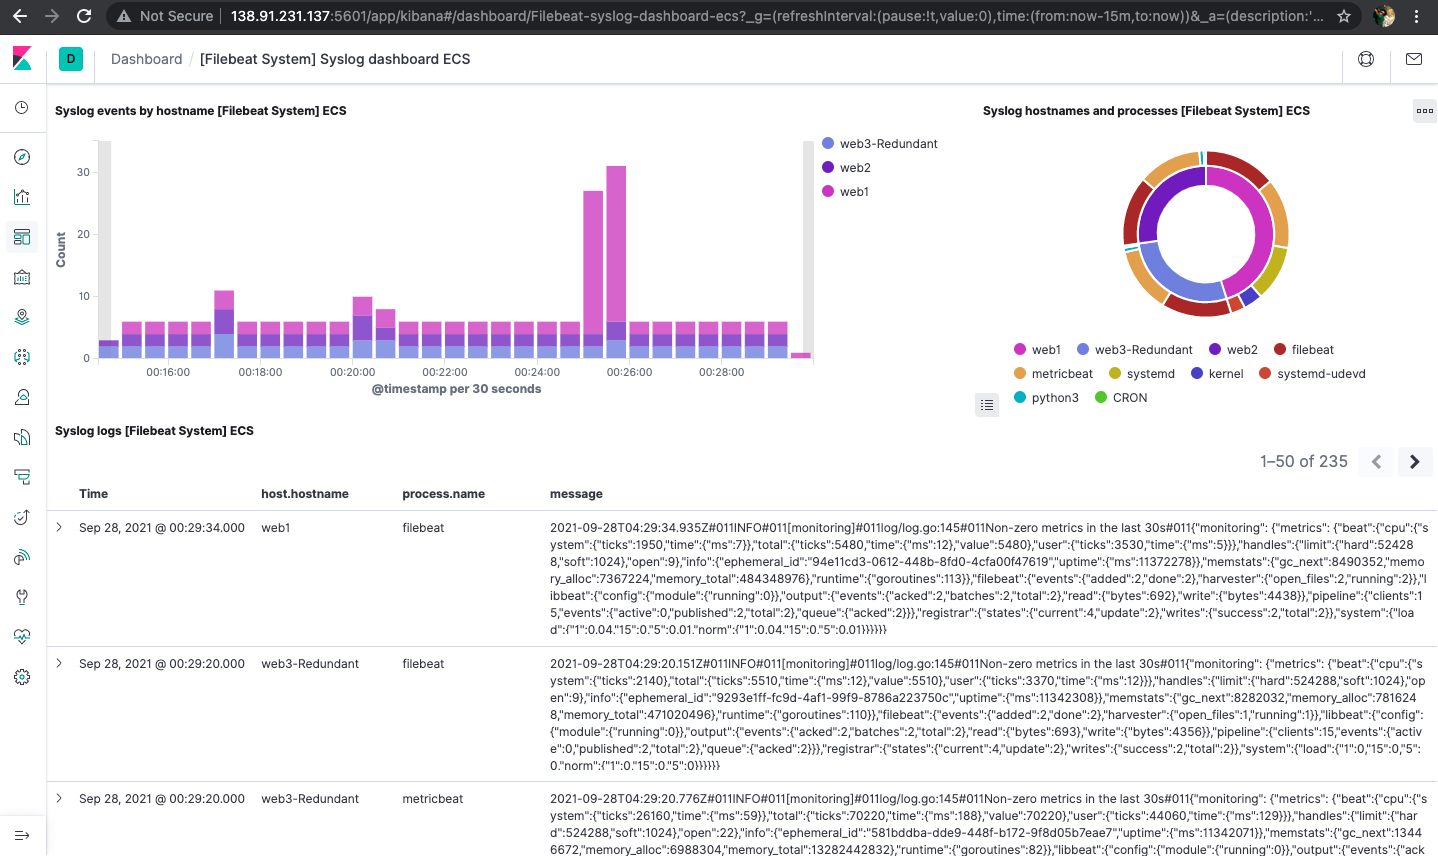 Not Secure | 138.91.231.137:5601/app/kibana#/dashboard/Filebeat-syslog-dashboard-ecs?_g=(refreshInterval:(pause:!t,value:0),time:(from:now-15m,to:now))&_a=(description:'...
D Dashboard / [Filebeat System] Syslog dashboard ECS
Syslog events by hostname [Filebeat System] ECS
Count
30
20
10
0
00:16:00 00:18:00 00:20:00 00:22:00 00:24:00 00:26:00 00:28:00
@timestamp per 30 seconds
web3-Redundant
web2
web1
Syslog hostnames and processes [Filebeat System] ECS
web1 web3-Redundant web2 filebeat
metricbeat systemd kernel systemd-udevd
python3 CRON
Syslog logs [Filebeat System] ECS
1–50 of 235
Time host.hostname process.name message
Sep 28, 2021 @ 00:29:34.000 web1 filebeat 2021-09-28T04:29:34.935Z#011INFO#011[monitoring]#011log/log.go:145#011Non-zero metrics in the last 30s#011{"monitoring": {"metrics": {"beat":{"cpu":{"s
ystem":{"ticks":1950,"time":{"ms":7}},"total":{"ticks":5480,"time":{"ms":12},"value":5480},"user":{"ticks":3530,"time":{"ms":5}}},"handles":{"limit":{"hard":52428
8,"soft":1024},"open":9},"info":{"ephemeral_id":"94e11cd3-0612-448b-8fd0-4cfa00f47619","uptime":{"ms":11372278}},"memstats":{"gc_next":8490352,"memo
ry_alloc":7367224,"memory_total":484348976},"runtime":{"goroutines":113}},"filebeat":{"events":{"added":2,"done":2},"harvester":{"open_files":2,"running":2}},"l
ibbeat":{"config":{"module":{"running":0}},"output":{"events":{"acked":2,"batches":2,"total":2},"read":{"bytes":692},"write":{"bytes":4438}},"pipeline":{"clients":1
5,"events":{"active":0,"published":2,"total":2},"queue":{"acked":2}}},"registrar":{"states":{"current":4,"update":2},"writes":{"success":2,"total":2}},"system":{"loa
d":{"1":0.04,"15":0,"5":0.01,"norm":{"1":0.04,"15":0,"5":0.01}}}}}}
Sep 28, 2021 @ 00:29:20.000 web3-Redundant filebeat 2021-09-28T04:29:20.151Z#011INFO#011[monitoring]#011log/log.go:145#011Non-zero metrics in the last 30s#011{"monitoring": {"metrics": {"beat":{"cpu":{"s
ystem":{"ticks":2140},"total":{"ticks":5510,"time":{"ms":12},"value":5510},"user":{"ticks":3370,"time":{"ms":12}}},"handles":{"limit":{"hard":524288,"soft":1024},"op
en":9},"info":{"ephemeral_id":"9293e1ff-fc9d-4af1-99f9-8786a223750c","uptime":{"ms":11342308}},"memstats":{"gc_next":8282032,"memory_alloc":781624
8,"memory_total":471020496},"runtime":{"goroutines":110}},"filebeat":{"events":{"added":2,"done":2},"harvester":{"open_files":1,"running":1}},"libbeat":{"config":
{"module":{"running":0}},"output":{"events":{"acked":2,"batches":2,"total":2},"read":{"bytes":693},"write":{"bytes":4356}},"pipeline":{"clients":15,"events":{"activ
e":0,"published":2,"total":2},"queue":{"acked":2}}},"registrar":{"states":{"current":4,"update":2},"writes":{"success":2,"total":2}},"system":{"load":{"1":0,"15":0,"5":
0,"norm":{"1":0,"15":0,"5":0}}}}}}
Sep 28, 2021 @ 00:29:20.000 web3-Redundant metricbeat 2021-09-28T04:29:20.776Z#011INFO#011[monitoring]#011log/log.go:145#011Non-zero metrics in the last 30s#011{"monitoring": {"metrics": {"beat":{"cpu":{"s
ystem":{"ticks":26160,"time":{"ms":59}},"total":{"ticks":70220,"time":{"ms":188},"value":70220},"user":{"ticks":44060,"time":{"ms":129}}},"handles":{"limit":{"har
d":524288,"soft":1024},"open":22},"info":{"ephemeral_id":"581bddba-dde9-448f-b172-9f8d05b7eae7","uptime":{"ms":11342071}},"memstats":{"gc_next":1344
6672,"memory_alloc":6988304,"memory_total":13282442832},"runtime":{"goroutines":82}},"libbeat":{"config":{"module":{"running":0}},"output":{"events":{"ack